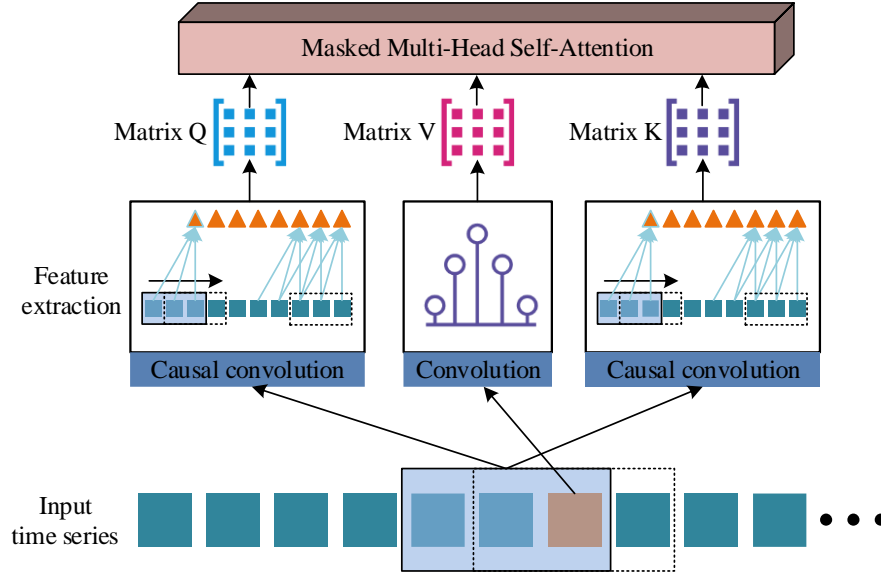 Masked Multi-Head Self-Attention
Matrix Q
Matrix V
Matrix K
Feature
extraction
Causal convolution
Convolution
Causal convolution
Input
time series